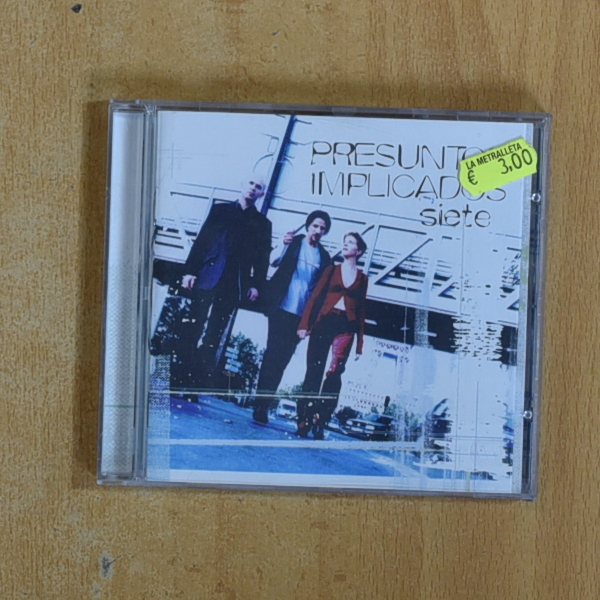 PRESUNTOS
IMPLICADOS
siete
LA METRALLETA
€ 3,00